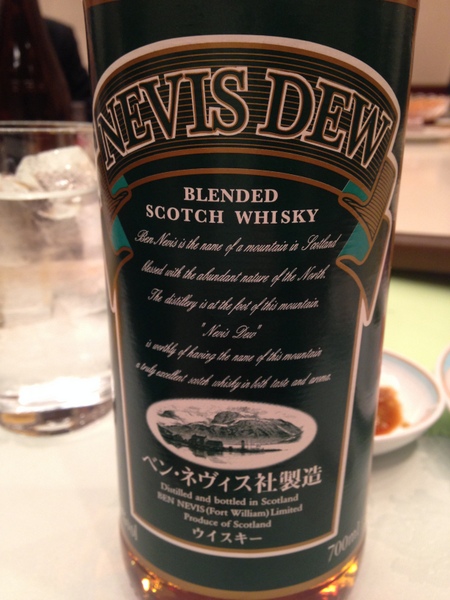 NEVIS DEW
BLENDED
SCOTCH WHISKY
Ben Nevis is the name of a mountain in Scotland
blessed with the abundant nature of the North.
The distillery is at the foot of this mountain.
"Nevis Dew"
is worthly of having the name of this mountain
a truly excellent scotch whisky in both taste and aroma.
ベン・ネヴィス社製造
Distilled and bottled in Scotland
BEN NEVIS (Fort William) Limited
Produce of Scotland
ウイスキー
700ml